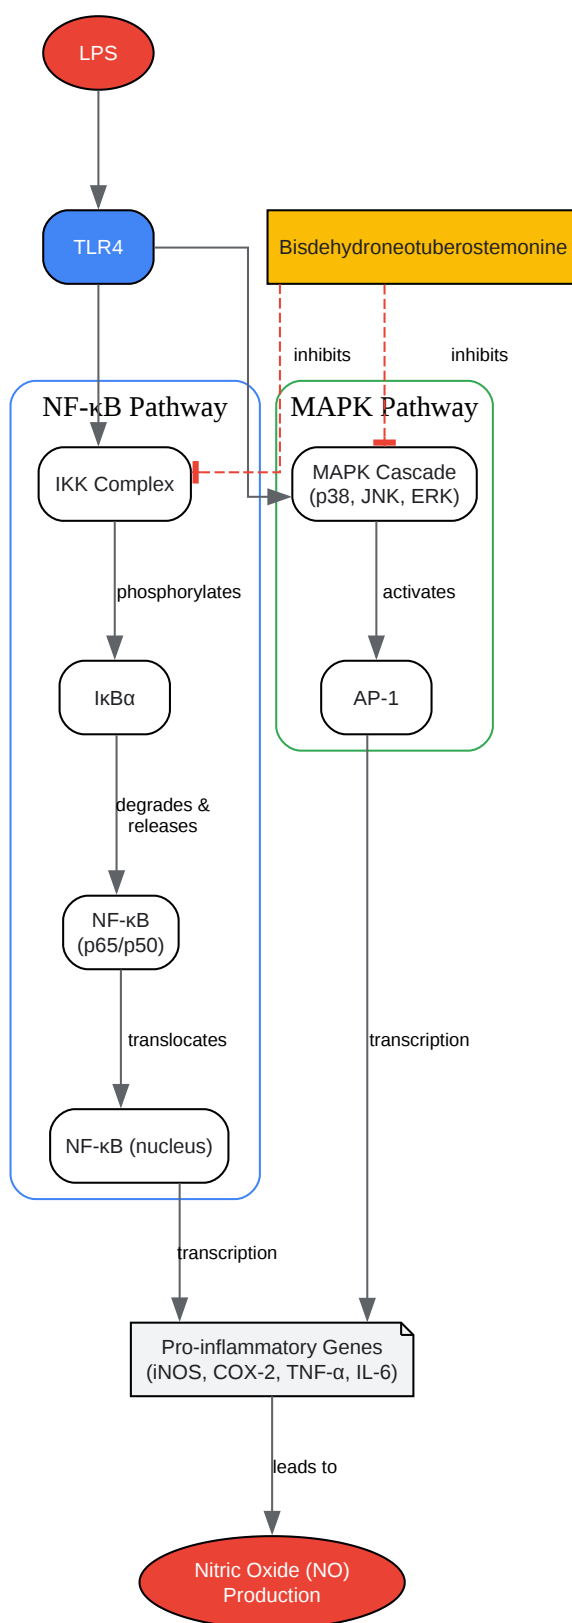 LPS
TLR4
Bisdehydroneotuberostemonine
inhibits
inhibits
NF-κB Pathway
MAPK Pathway
IKK Complex
MAPK Cascade
(p38, JNK, ERK)
phosphorylates
activates
IκBα
AP-1
degrades &
releases
NF-κB
(p65/p50)
translocates
transcription
NF-κB (nucleus)
transcription
Pro-inflammatory Genes
(iNOS, COX-2, TNF-α, IL-6)
leads to
Nitric Oxide (NO)
Production